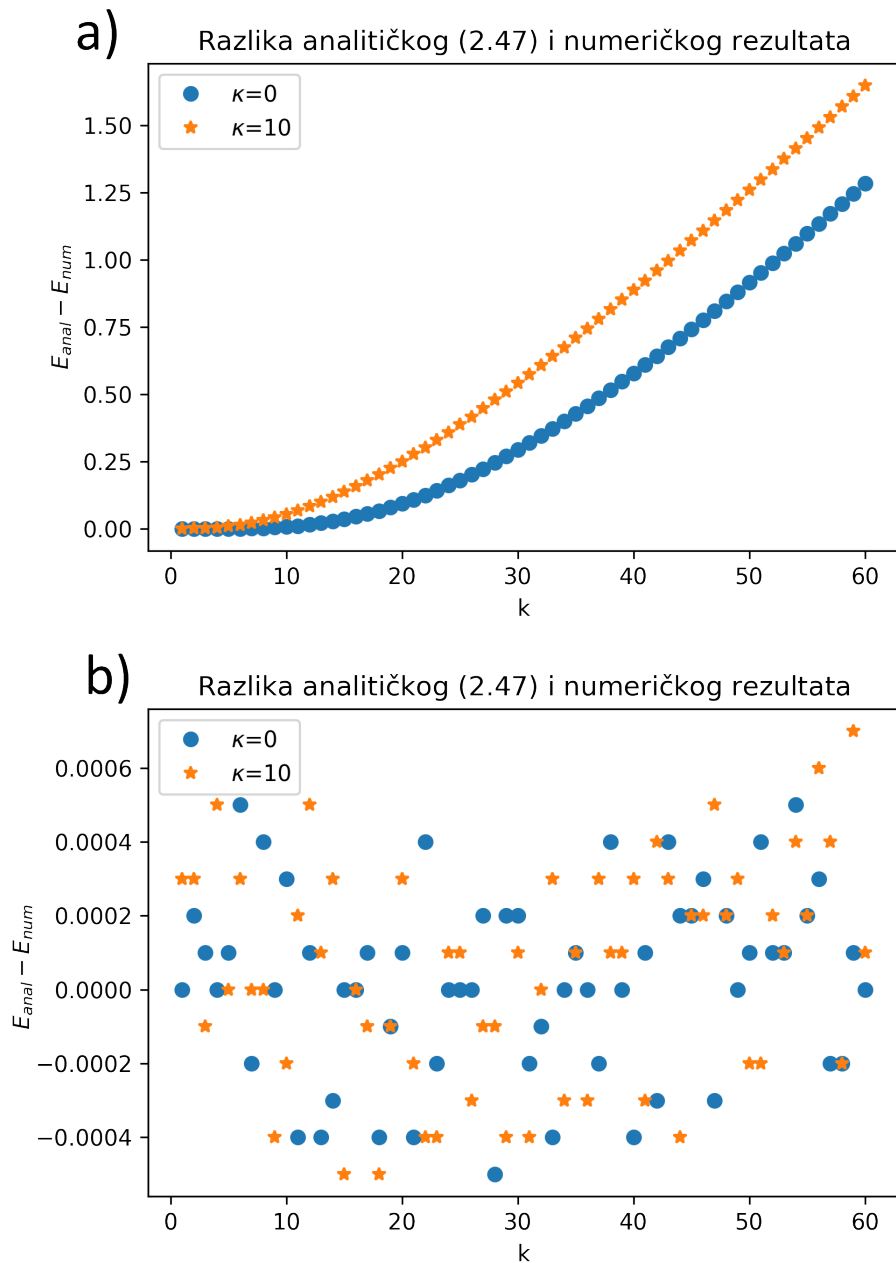 a)
Razlika analitičkog (2.47) i numeričkog rezultata
κ=0
κ=10
1.50
1.25
1.00
0.75
0.50
0.25
0.00
E_anal − E_num
0 10 20 30 40 50 60
k
b)
Razlika analitičkog (2.47) i numeričkog rezultata
κ=0
κ=10
0.0006
0.0004
0.0002
0.0000
−0.0002
−0.0004
E_anal − E_num
0 10 20 30 40 50 60
k